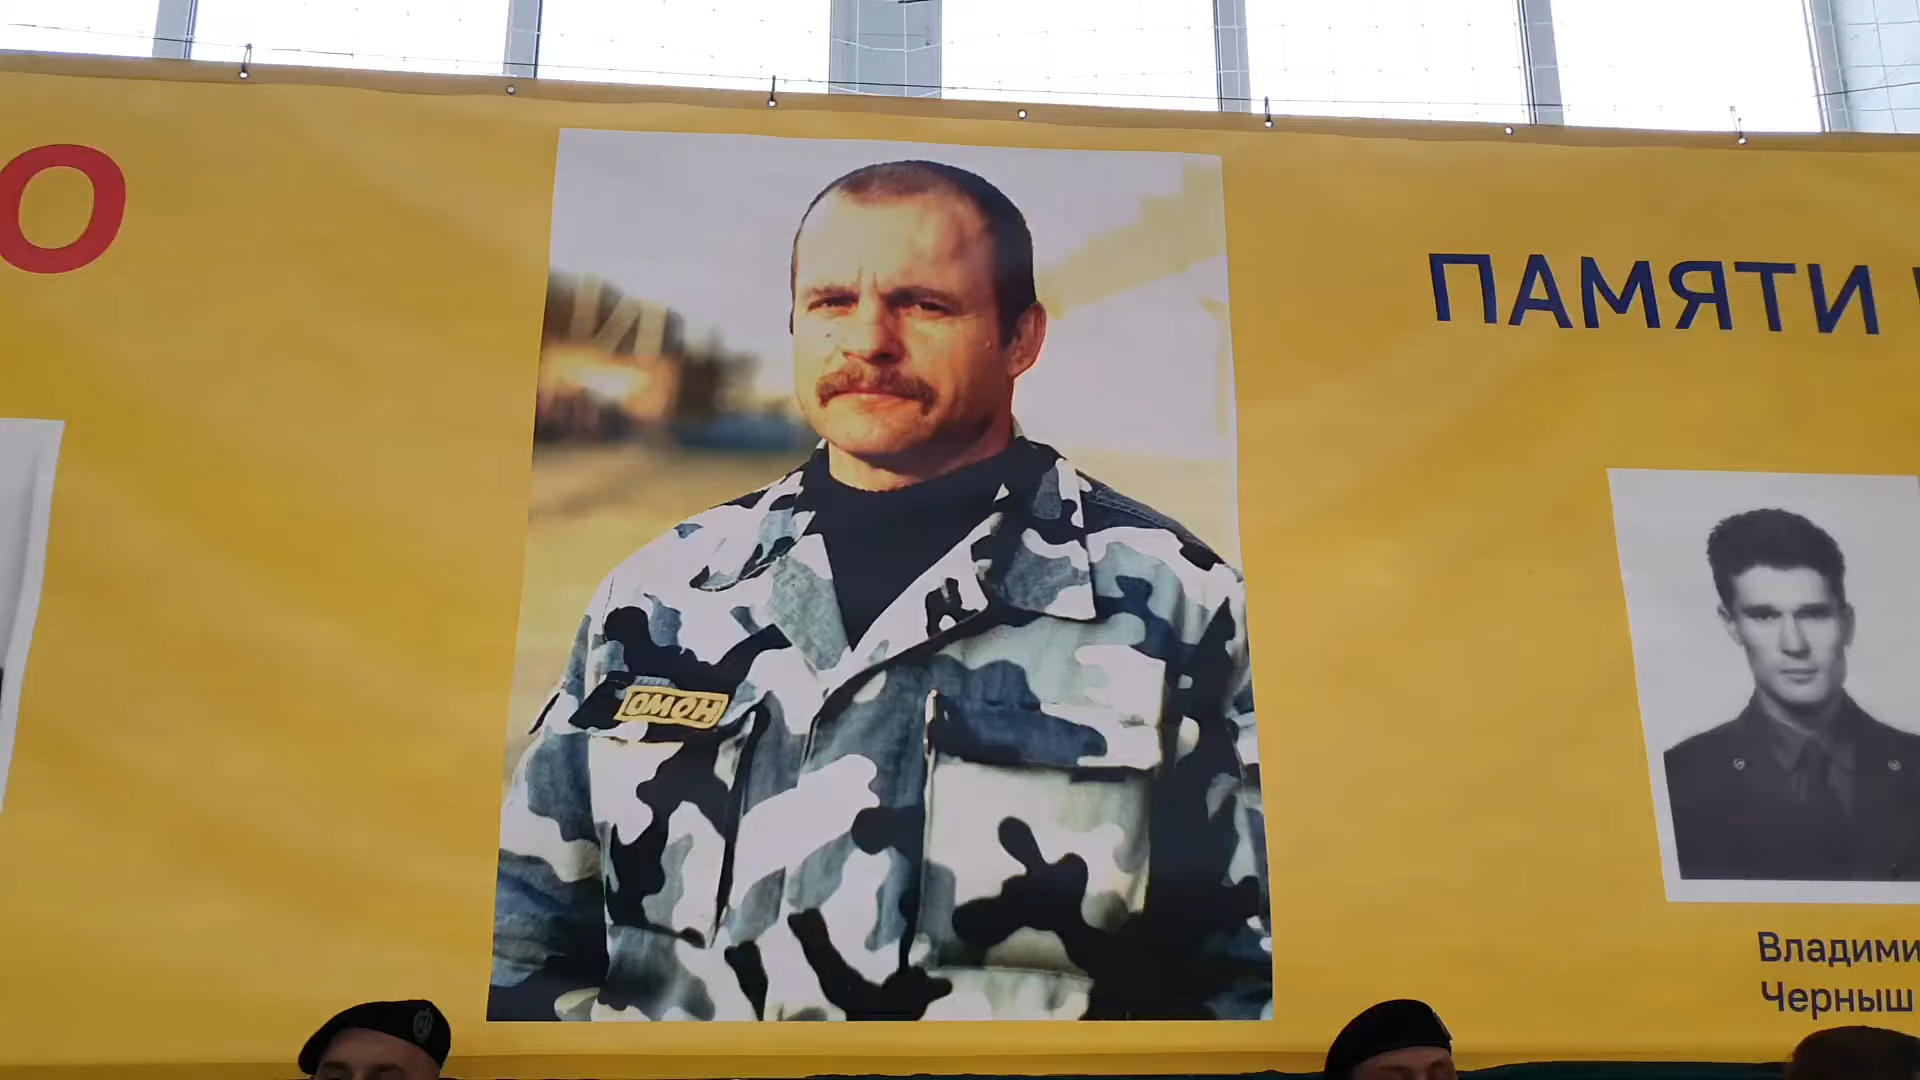 О
ПАМЯТИ
ОМОН
Владими
Черныш